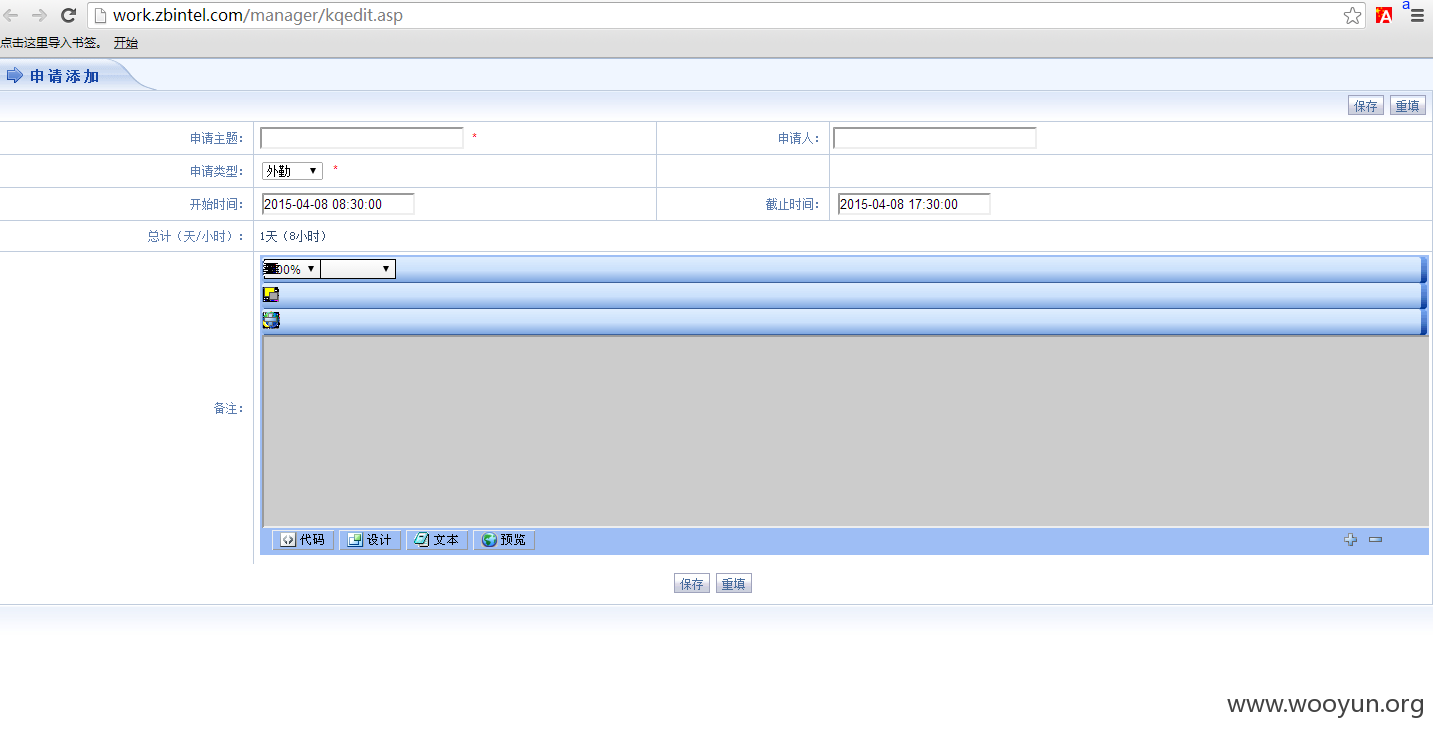 work.zbintel.com/manager/kqedit.asp
a
点击这里导入书签。 开始
申请添加
保存 重填
申请主题： * 申请人：
申请类型： 外勤 *
开始时间： 2015-04-08 08:30:00 截止时间： 2015-04-08 17:30:00
总计（天/小时）： 1天（8小时）
00%
备注：
代码 设计 文本 预览
保存 重填
www.wooyun.org